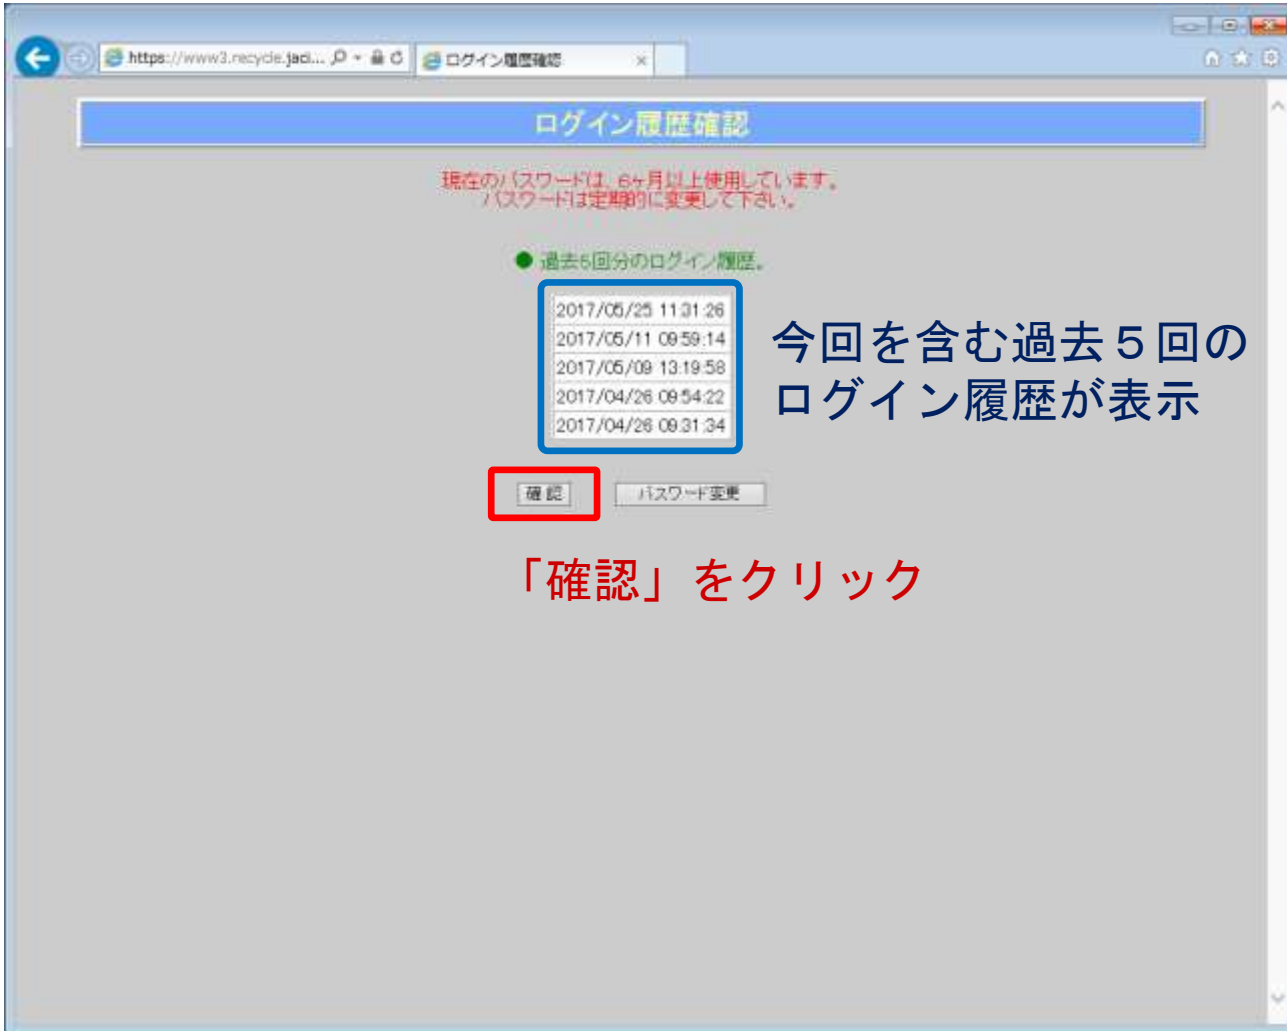 https://www3.recycle.jaci...
ログイン履歴確認
ログイン履歴確認
現在のパスワードは、6ヶ月以上使用しています。
パスワードは定期的に変更して下さい。
● 過去5回分のログイン履歴。
2017/05/25 11:31:26
2017/05/11 09:59:14
2017/05/09 13:19:58
2017/04/26 09:54:22
2017/04/26 09:31:34
今回を含む過去５回の
ログイン履歴が表示
確認 パスワード変更
「確認」をクリック